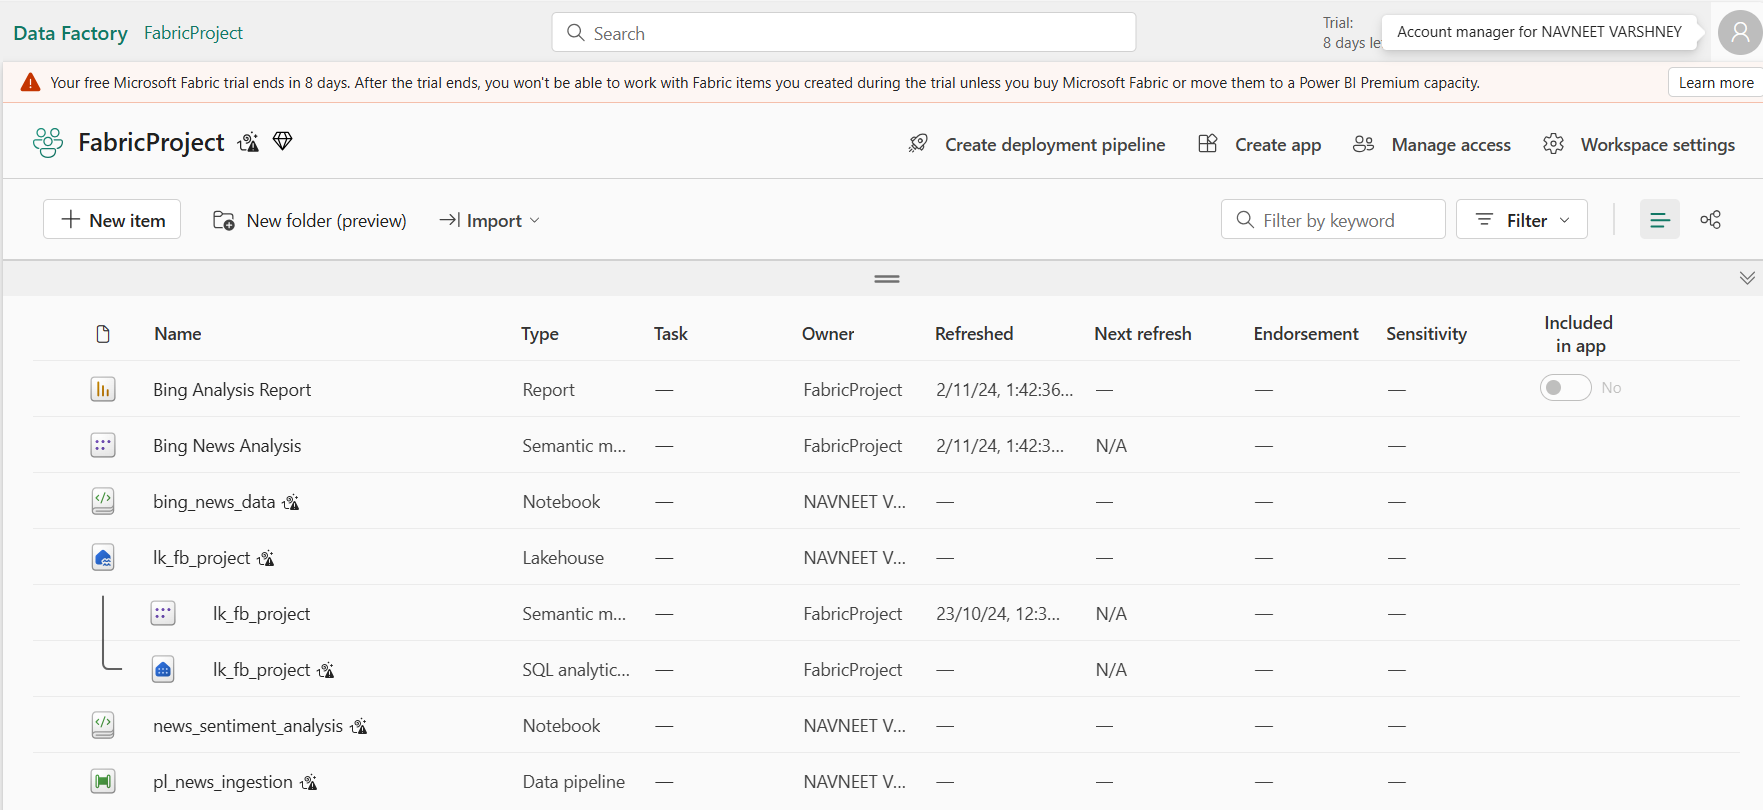 Data Factory FabricProject Search Trial:
8 days le Account manager for NAVNEET VARSHNEY
Your free Microsoft Fabric trial ends in 8 days. After the trial ends, you won't be able to work with Fabric items you created during the trial unless you buy Microsoft Fabric or move them to a Power BI Premium capacity. Learn more
FabricProject Create deployment pipeline Create app Manage access Workspace settings
New item New folder (preview) Import Filter by keyword Filter
Name Type Task Owner Refreshed Next refresh Endorsement Sensitivity Included
in app
Bing Analysis Report Report — FabricProject 2/11/24, 1:42:36... — — — No
Bing News Analysis Semantic m... — FabricProject 2/11/24, 1:42:3... N/A — —
bing_news_data Notebook — NAVNEET V... — — — —
lk_fb_project Lakehouse — NAVNEET V... — — — —
lk_fb_project Semantic m... — FabricProject 23/10/24, 12:3... N/A — —
lk_fb_project SQL analytic... — FabricProject — N/A — —
news_sentiment_analysis Notebook — NAVNEET V... — — — —
pl_news_ingestion Data pipeline — NAVNEET V... — — — —